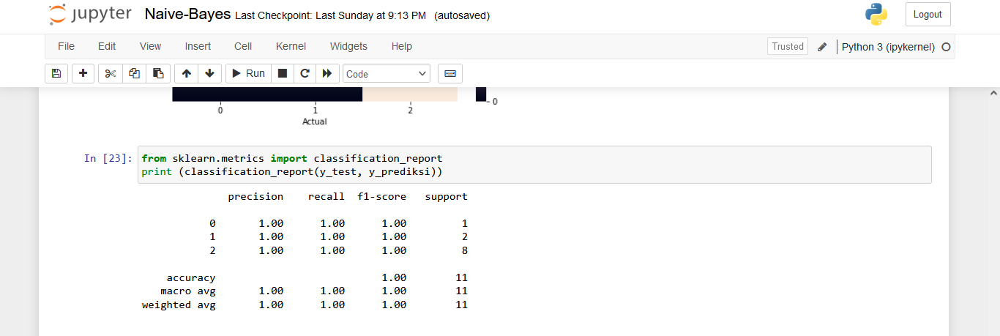 jupyter Naive-Bayes Last Checkpoint: Last Sunday at 9:13 PM (autosaved) Logout
File Edit View Insert Cell Kernel Widgets Help Trusted Python 3 (ipykernel)
Run Code
0
0 1 2
Actual
In [23]: from sklearn.metrics import classification_report
print (classification_report(y_test, y_prediksi))
precision recall f1-score support
0 1.00 1.00 1.00 1
1 1.00 1.00 1.00 2
2 1.00 1.00 1.00 8
accuracy 1.00 11
macro avg 1.00 1.00 1.00 11
weighted avg 1.00 1.00 1.00 11